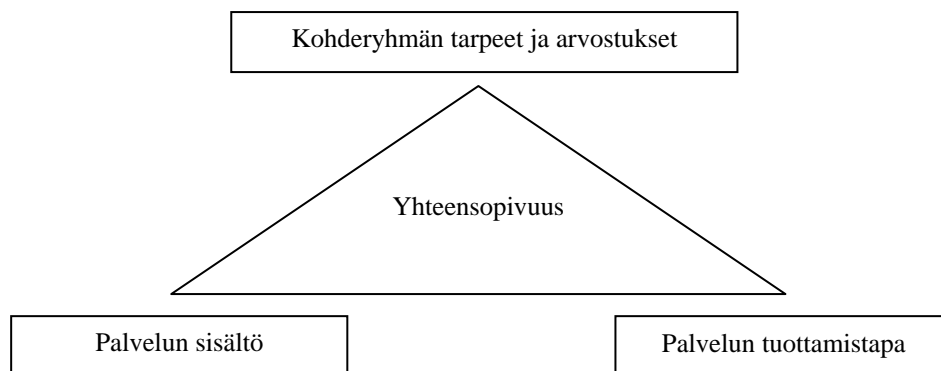 Kohderyhmän tarpeet ja arvostukset
Yhteensopivuus
Palvelun sisältö
Palvelun tuottamistapa